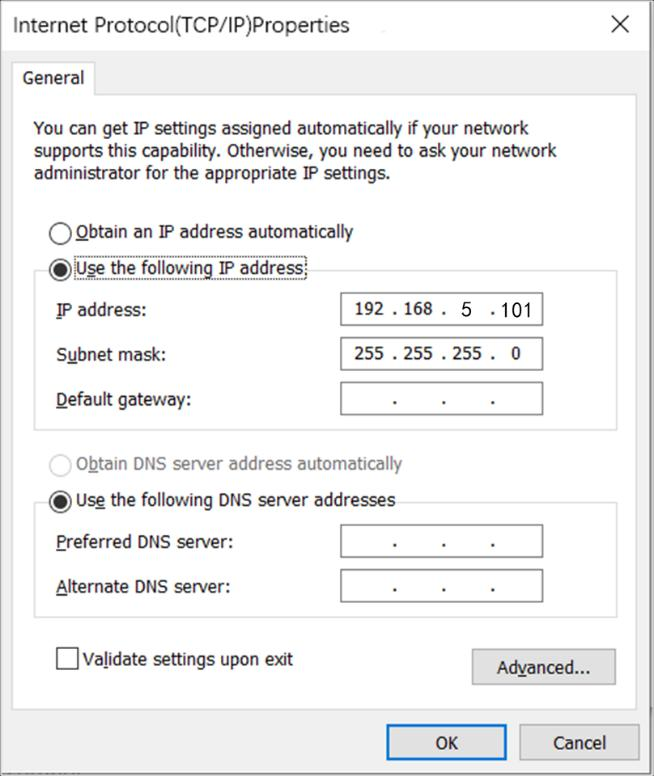 Internet Protocol(TCP/IP)Properties
General
You can get IP settings assigned automatically if your network
supports this capability. Otherwise, you need to ask your network
administrator for the appropriate IP settings.
Obtain an IP address automatically
Use the following IP address
IP address: 192 . 168 . 5 . 101
Subnet mask: 255 . 255 . 255 . 0
Default gateway: . . .
Obtain DNS server address automatically
Use the following DNS server addresses
Preferred DNS server: . . .
Alternate DNS server: . . .
Validate settings upon exit
Advanced...
OK Cancel